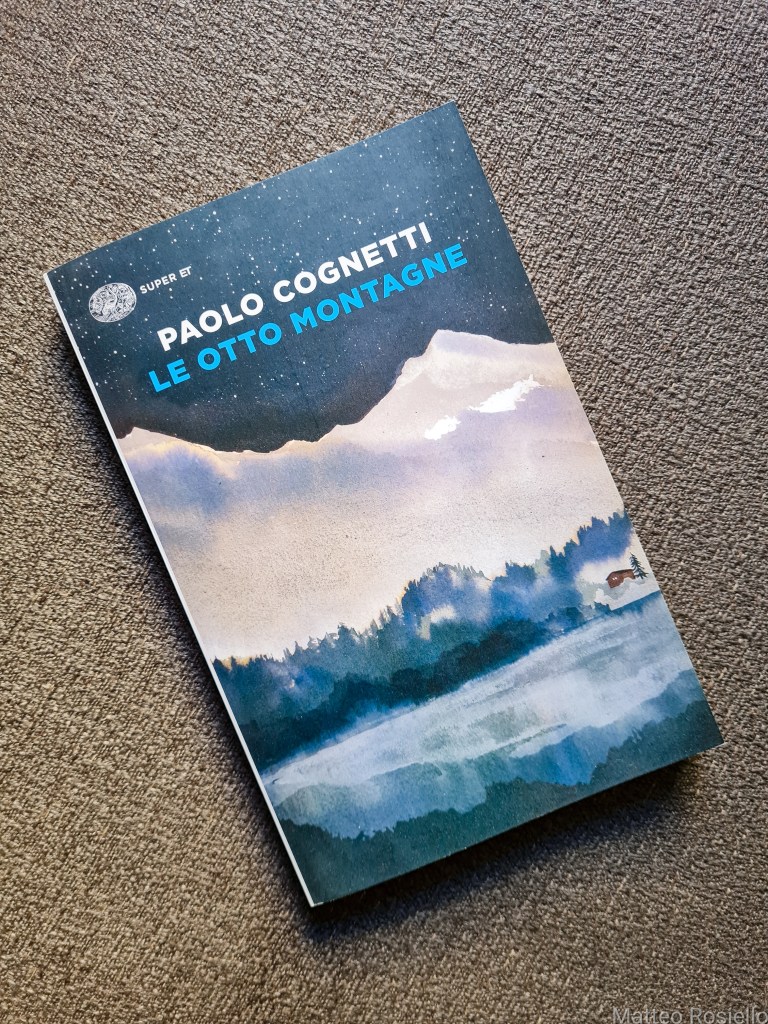 SUPER ET
PAOLO COGNETTI
LE OTTO MONTAGNE
Matteo Rosiello